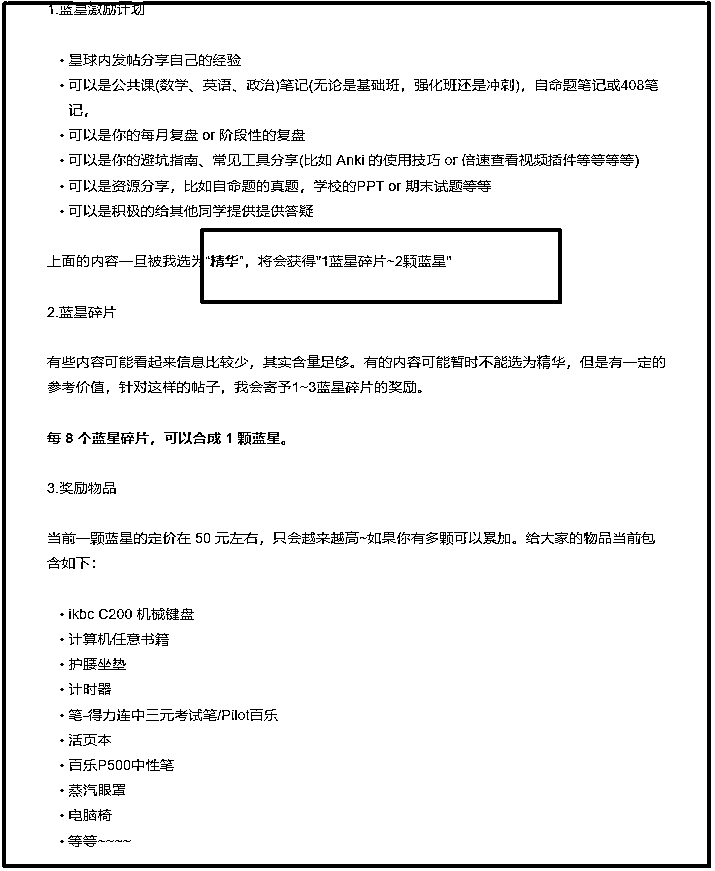 1.蓝星激励计划
• 星球内发帖分享自己的经验
• 可以是公共课(数学、英语、政治)笔记(无论是基础班，强化班还是冲刺)，自命题笔记或408笔
记，
• 可以是你的每月复盘 or 阶段性的复盘
• 可以是你的避坑指南、常见工具分享(比如 Anki 的使用技巧 or 倍速查看视频插件等等等等)
• 可以是资源分享，比如自命题的真题，学校的PPT or 期末试题等等
• 可以是积极的给其他同学提供提供答疑
上面的内容一旦被我选为“精华”，将会获得"1蓝星碎片~2颗蓝星"
2.蓝星碎片
有些内容可能看起来信息比较少，其实含量足够。有的内容可能暂时不能选为精华，但是有一定的
参考价值，针对这样的帖子，我会寄予1~3蓝星碎片的奖励。
每 8 个蓝星碎片，可以合成 1 颗蓝星。
3.奖励物品
当前一颗蓝星的定价在 50 元左右，只会越来越高~如果你有多颗可以累加。给大家的物品当前包
含如下：
• ikbc C200 机械键盘
• 计算机任意书籍
• 护腰坐垫
• 计时器
• 笔-得力连中三元考试笔/Pilot百乐
• 活页本
• 百乐P500中性笔
• 蒸汽眼罩
• 电脑椅
• 等等~~~~